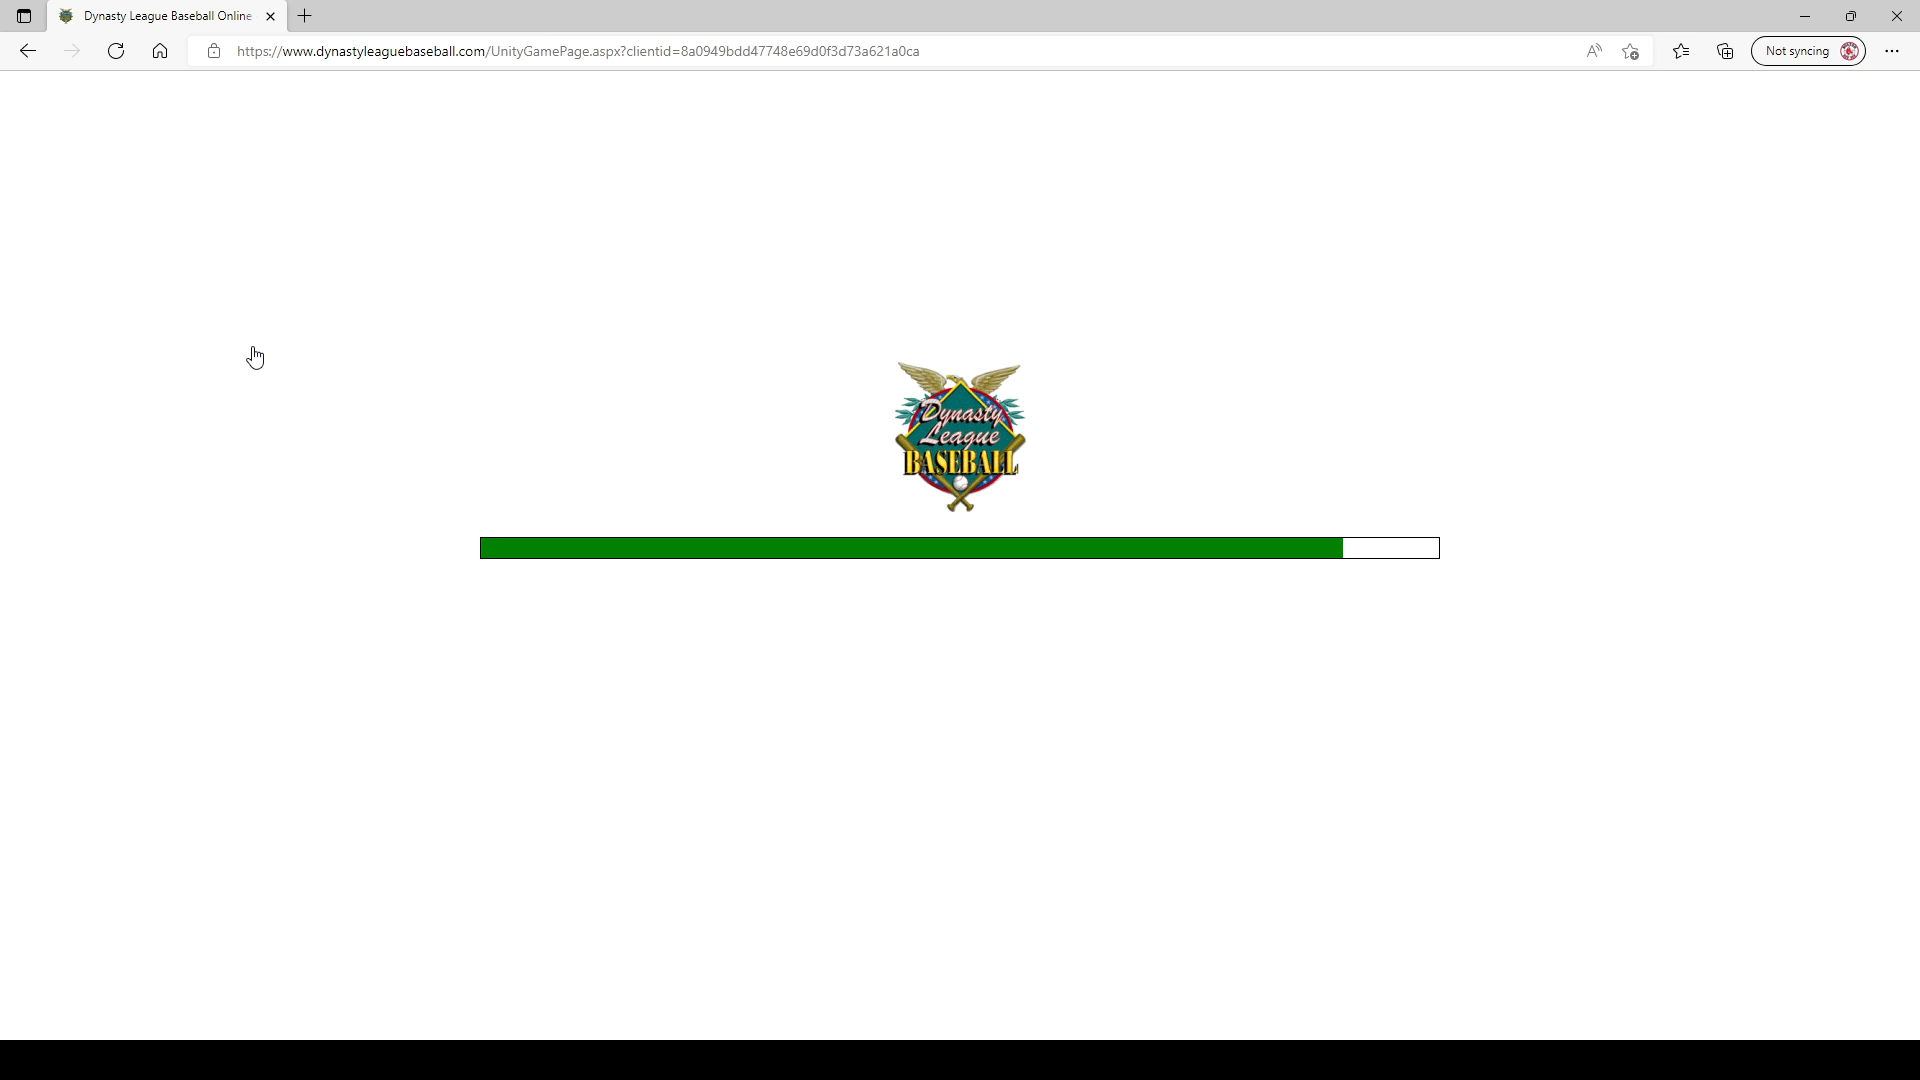 Dynasty League Baseball Online
https://www.dynastyleaguebaseball.com/UnityGamePage.aspx?clientid=8a0949bdd47748e69d0f3d73a621a0ca
Not syncing
Dynasty
League
BASEBALL